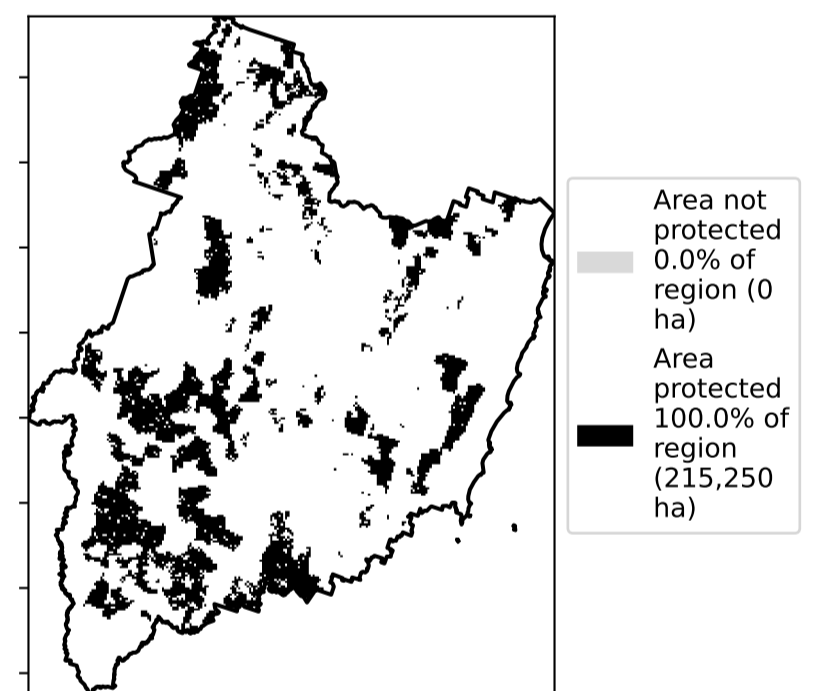 Area not
protected
0.0% of
region (0
ha)
Area
protected
100.0% of
region
(215,250
ha)